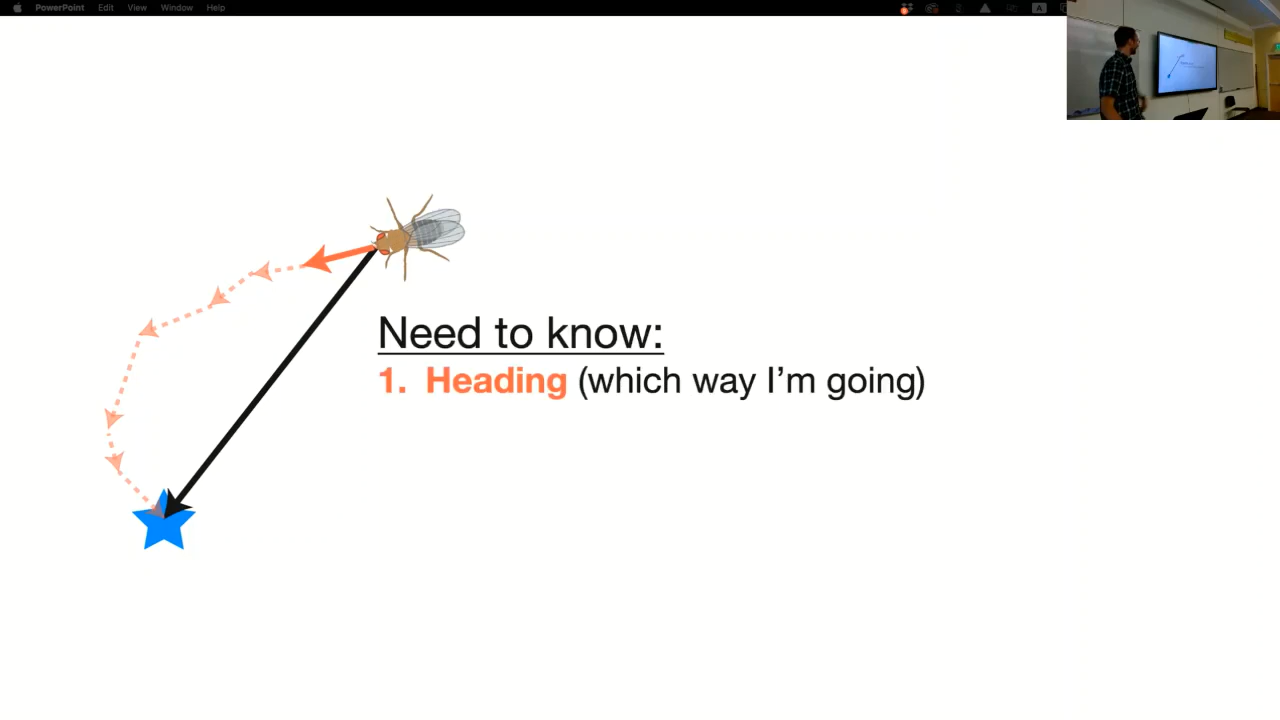 PowerPoint Edit View Window Help A
Need to know:
1. Heading (which way I'm going)